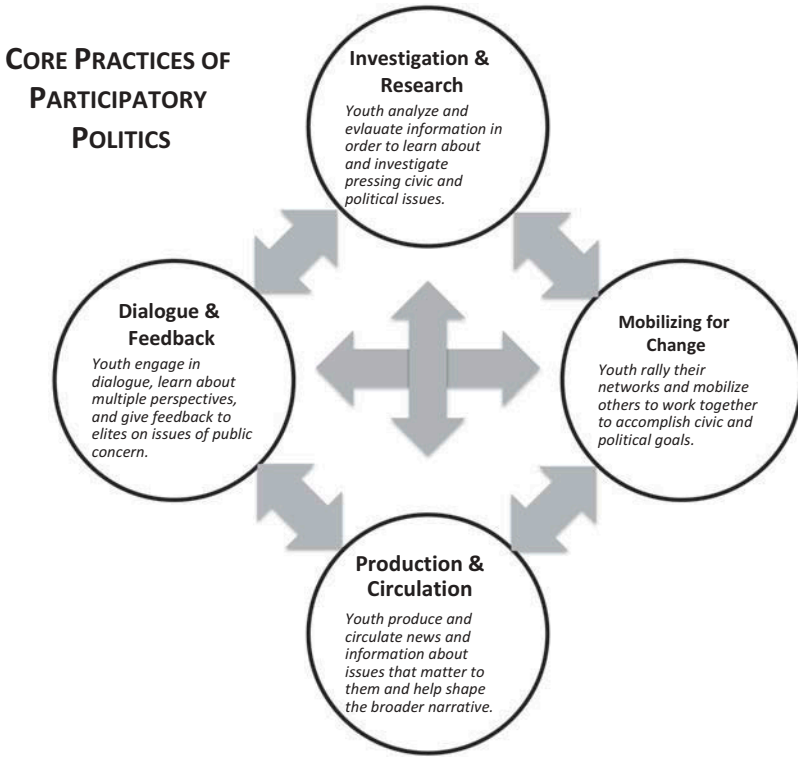 CORE PRACTICES OF
PARTICIPATORY
POLITICS
Investigation &
Research
Youth analyze and
evlauate information in
order to learn about
and investigate
pressing civic and
political issues.
Dialogue &
Feedback
Youth engage in
dialogue, learn about
multiple perspectives,
and give feedback to
elites on issues of public
concern.
Mobilizing for
Change
Youth rally their
networks and mobilize
others to work together
to accomplish civic and
political goals.
Production &
Circulation
Youth produce and
circulate news and
information about
issues that matter to
them and help shape
the broader narrative.